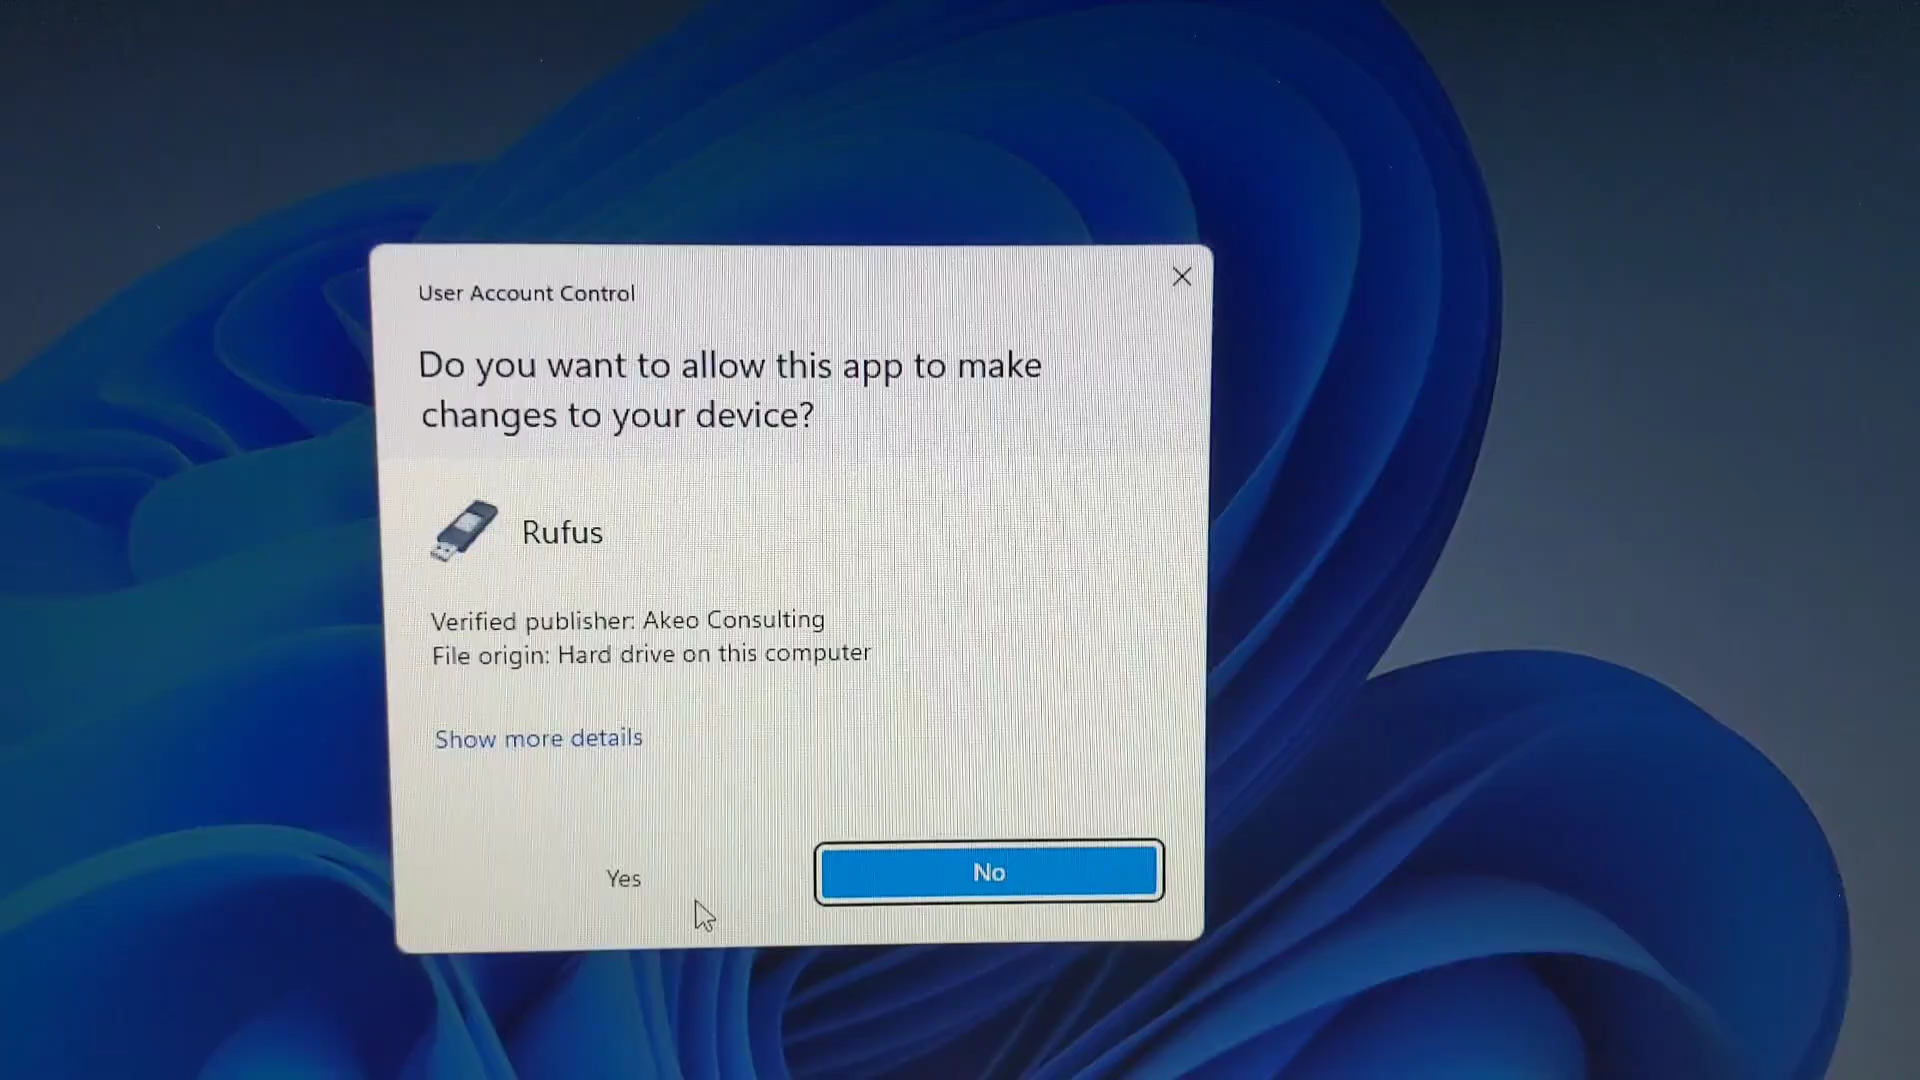 User Account Control
Do you want to allow this app to make
changes to your device?
Rufus
Verified publisher: Akeo Consulting
File origin: Hard drive on this computer
Show more details
Yes
No